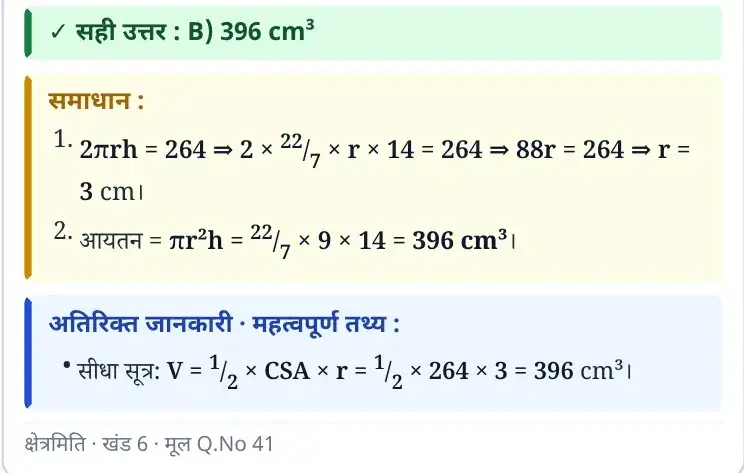 ✓ सही उत्तर : B) 396 cm³
समाधान :
1. 2πrh = 264 ⇒ 2 × 22/7 × r × 14 = 264 ⇒ 88r = 264 ⇒ r =
3 cm।
2. आयतन = πr²h = 22/7 × 9 × 14 = 396 cm³।
अतिरिक्त जानकारी · महत्वपूर्ण तथ्य :
• सीधा सूत्र: V = 1/2 × CSA × r = 1/2 × 264 × 3 = 396 cm³।
क्षेत्रमिति · खंड 6 · मूल Q.No 41